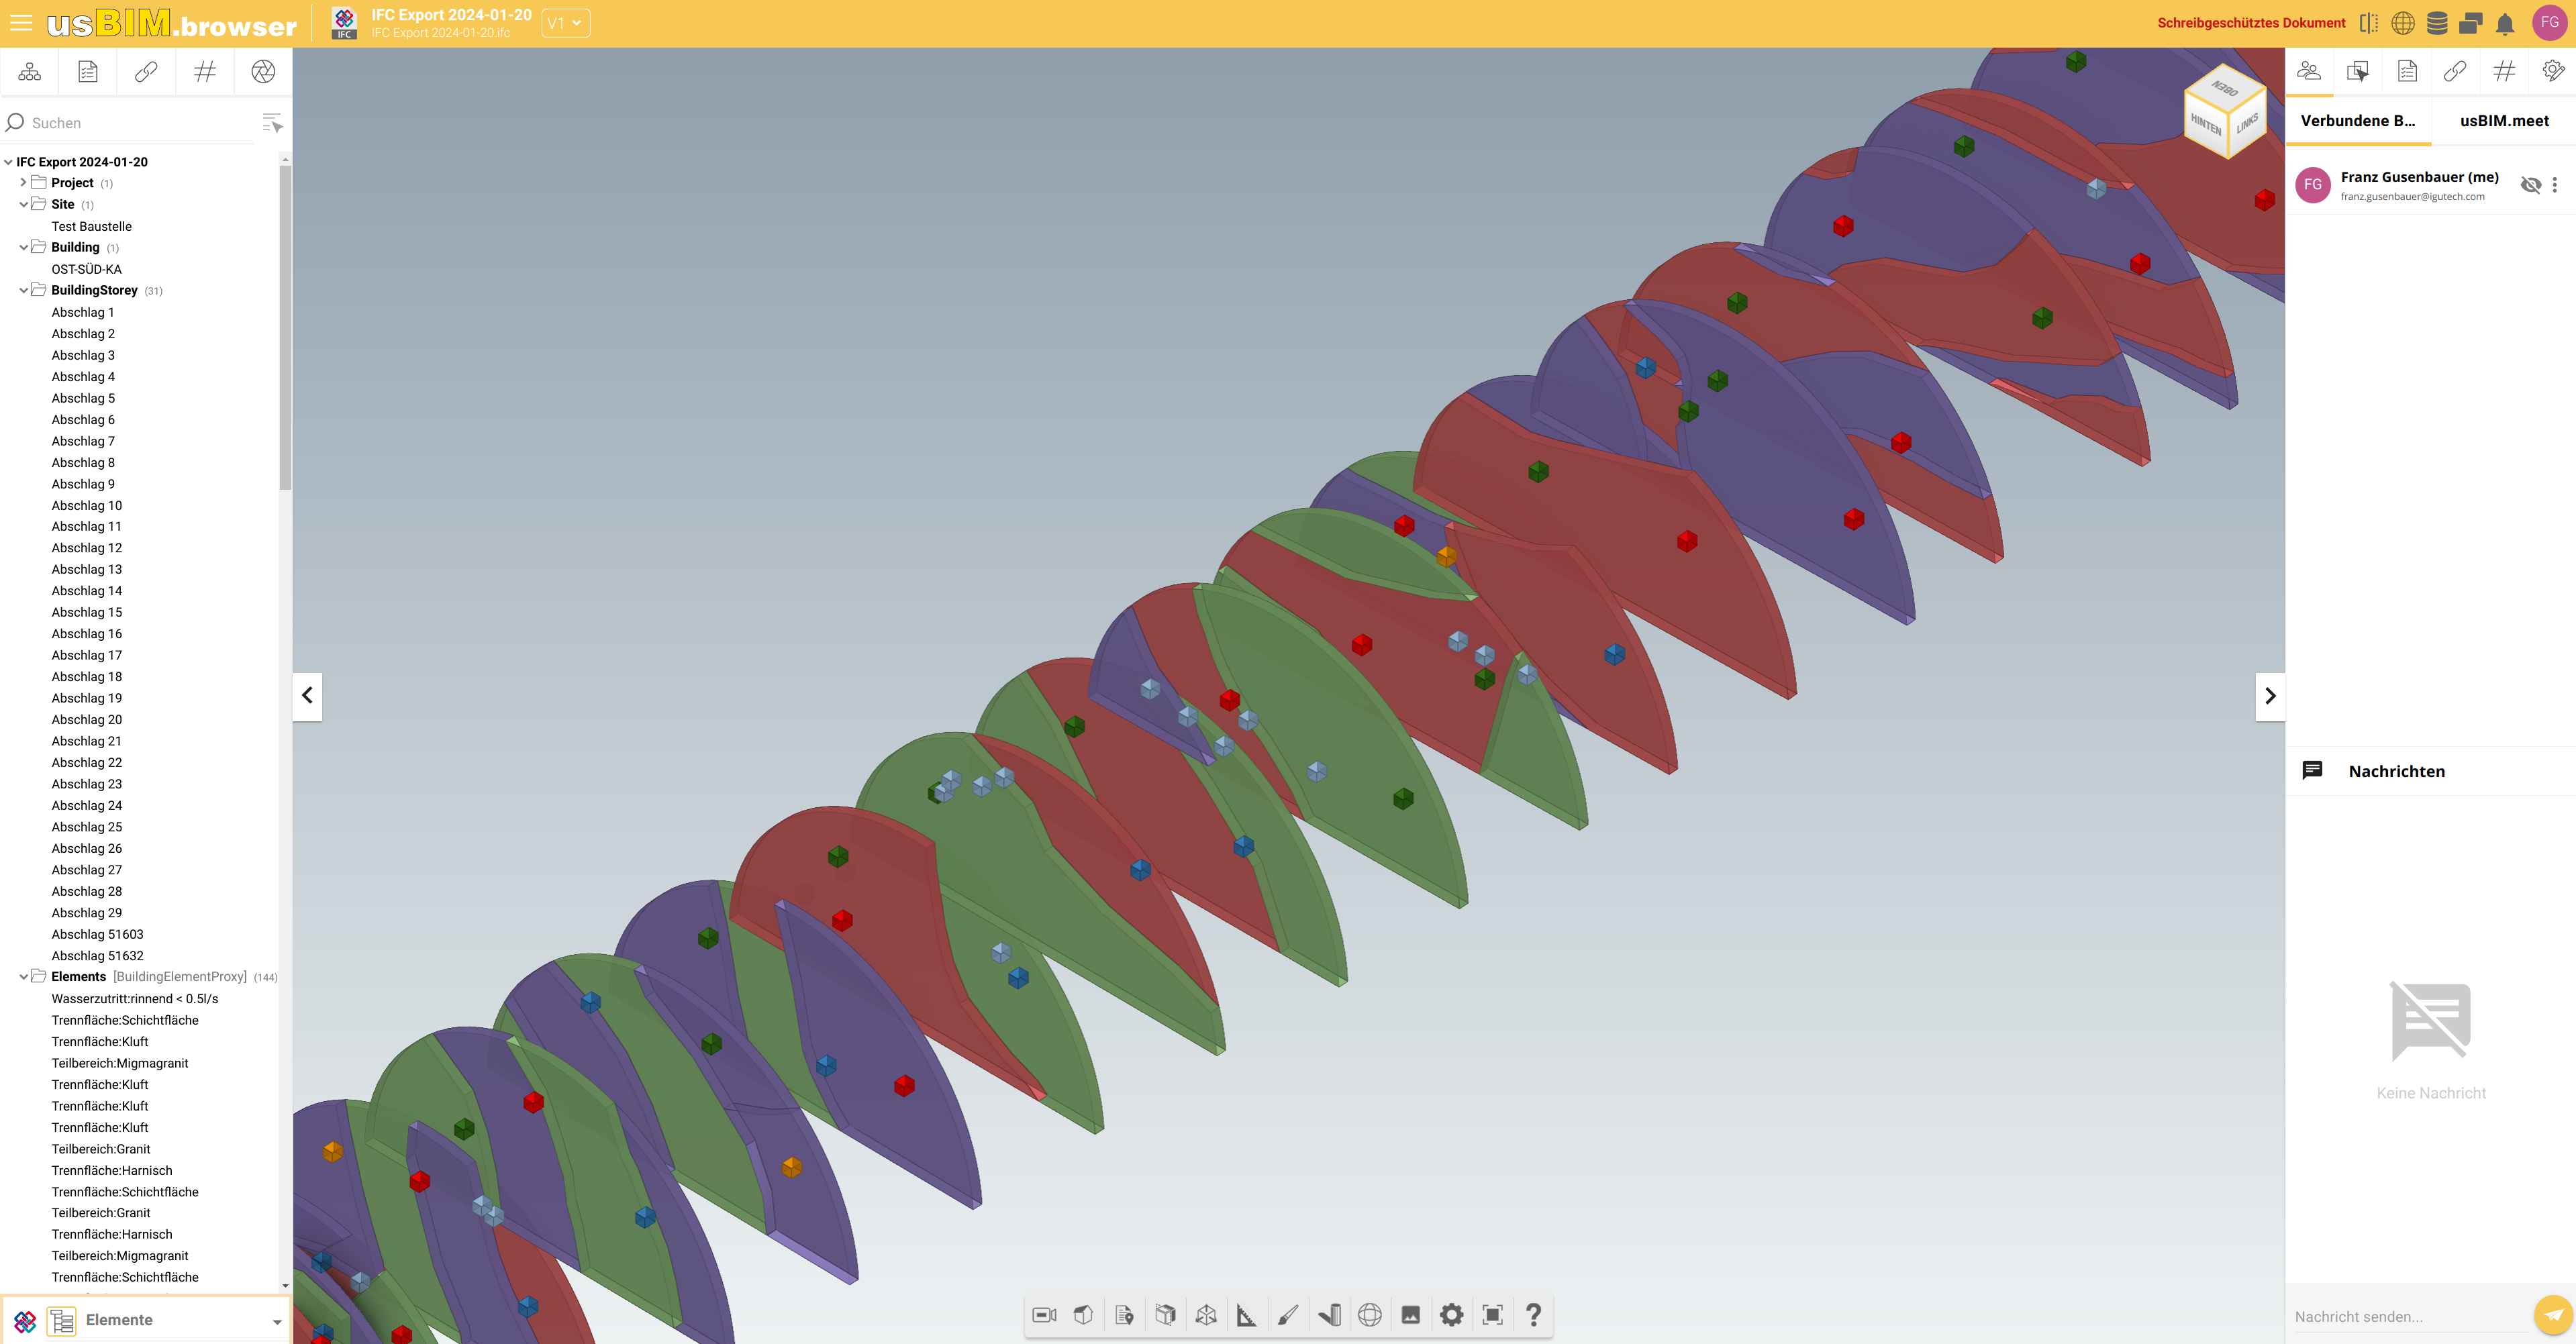 usBIM.browser
IFC
IFC Export 2024-01-20
IFC Export 2024-01-20.ifc
V1
Schreibgeschütztes Dokument
FG
Suchen
IFC Export 2024-01-20
Project (1)
Site (1)
Test Baustelle
Building (1)
OST-SÜD-KA
BuildingStorey (31)
Abschlag 1
Abschlag 2
Abschlag 3
Abschlag 4
Abschlag 5
Abschlag 6
Abschlag 7
Abschlag 8
Abschlag 9
Abschlag 10
Abschlag 11
Abschlag 12
Abschlag 13
Abschlag 14
Abschlag 15
Abschlag 16
Abschlag 17
Abschlag 18
Abschlag 19
Abschlag 20
Abschlag 21
Abschlag 22
Abschlag 23
Abschlag 24
Abschlag 25
Abschlag 26
Abschlag 27
Abschlag 28
Abschlag 29
Abschlag 51603
Abschlag 51632
Elements [BuildingElementProxy] (144)
Wasserzutritt:rinnend < 0.5l/s
Trennfläche:Schichtfläche
Trennfläche:Kluft
Teilbereich:Migmagranit
Trennfläche:Kluft
Trennfläche:Kluft
Trennfläche:Kluft
Teilbereich:Granit
Trennfläche:Harnisch
Trennfläche:Schichtfläche
Teilbereich:Granit
Trennfläche:Harnisch
Teilbereich:Migmagranit
Trennfläche:Schichtfläche
Elemente
OBEN
HINTEN
LINKS
Verbundene B...
usBIM.meet
FG
Franz Gusenbauer (me)
franz.gusenbauer@igutech.com
Nachrichten
Keine Nachricht
Nachricht senden...